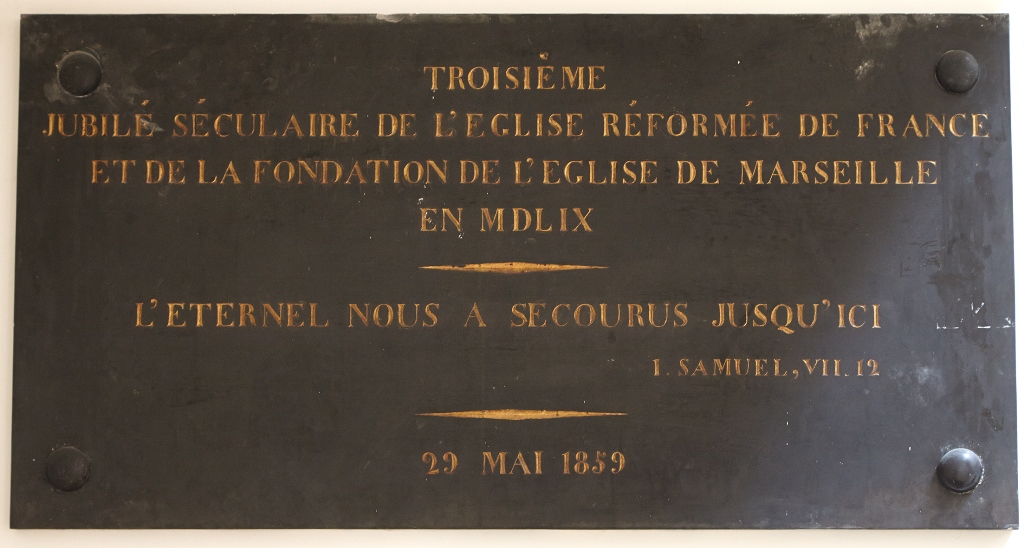 TROISIÈME
JUBILÉ SÉCULAIRE DE L'EGLISE RÉFORMÉE DE FRANCE
ET DE LA FONDATION DE L'EGLISE DE MARSEILLE
EN MDLIX
L'ETERNEL NOUS A SECOURUS JUSQU'ICI
I. SAMUEL, VII. 12
29 MAI 1859